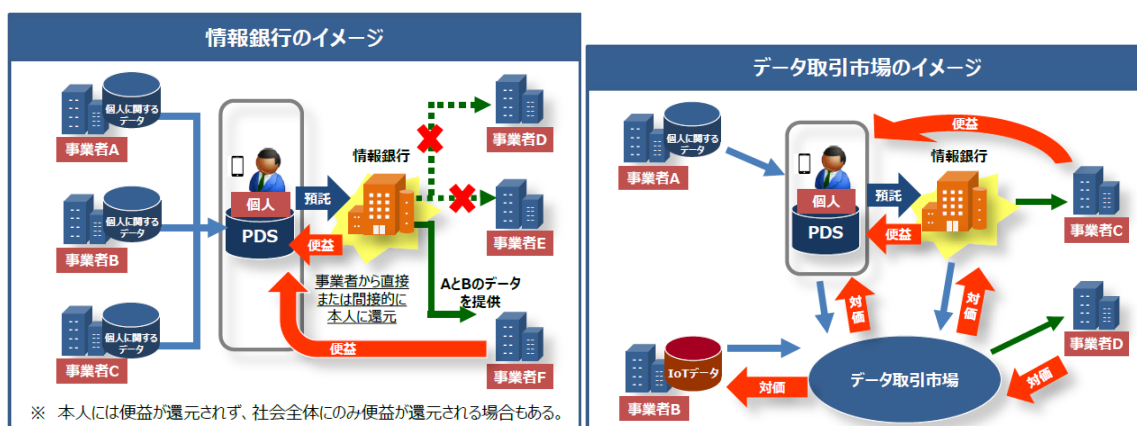 情報銀行のイメージ
個人に関する
データ
事業者A
個人に関する
データ
事業者B
個人に関する
データ
事業者C
個人
PDS
預託
便益
情報銀行
事業者D
事業者E
AとBのデータ
を提供
事業者から直接
または間接的に
本人に還元
便益
事業者F
※ 本人には便益が還元されず、社会全体にのみ便益が還元される場合もある。
データ取引市場のイメージ
個人に関する
データ
事業者A
個人
PDS
預託
便益
情報銀行
便益
事業者C
対価
対価
IoTデータ
事業者B
対価
データ取引市場
対価
事業者D